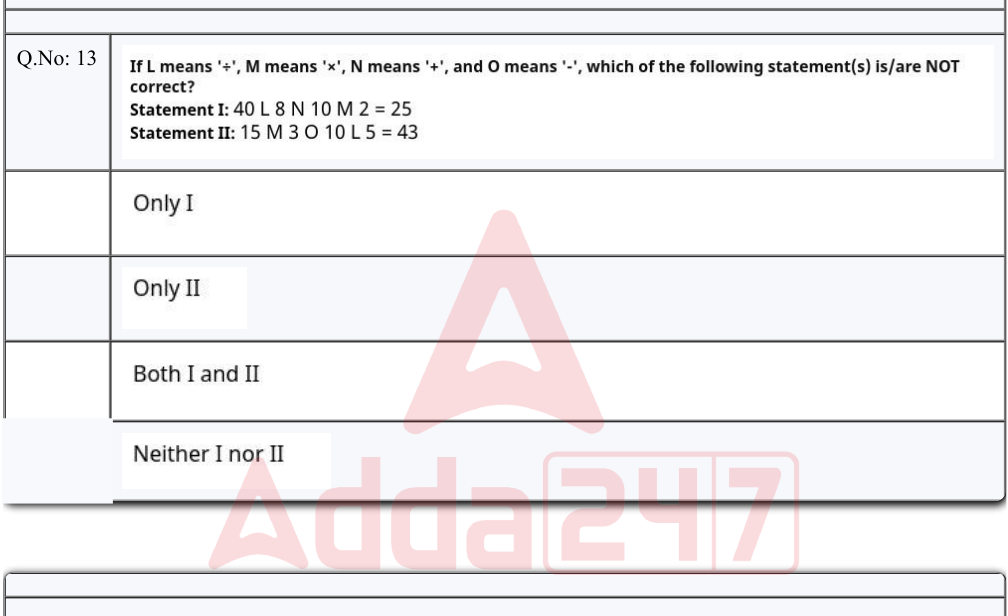 Q.No: 13
If L means '÷', M means '×', N means '+', and O means '-', which of the following statement(s) is/are NOT
correct?
Statement I: 40 L 8 N 10 M 2 = 25
Statement II: 15 M 3 O 10 L 5 = 43
Only I
Only II
Both I and II
Neither I nor II
Adda247